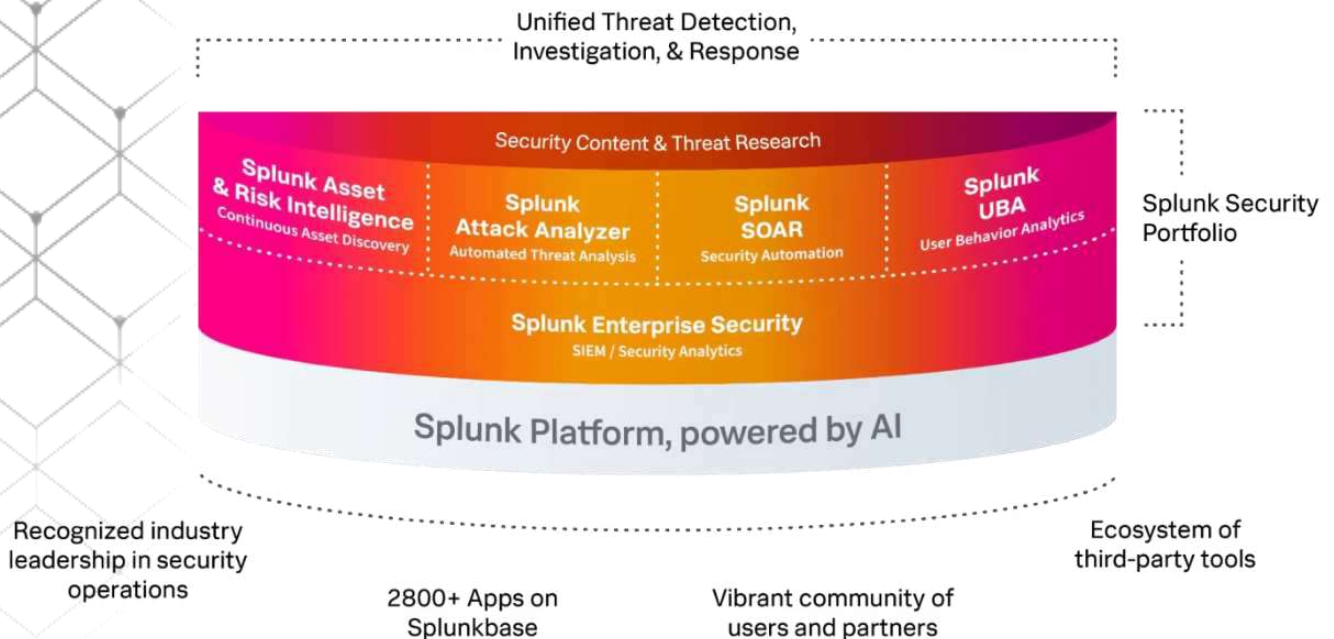 Unified Threat Detection,
Investigation, & Response
Security Content & Threat Research
Splunk Asset
& Risk Intelligence
Continuous Asset Discovery
Splunk
Attack Analyzer
Automated Threat Analysis
Splunk
SOAR
Security Automation
Splunk
UBA
User Behavior Analytics
Splunk Security
Portfolio
Splunk Enterprise Security
SIEM / Security Analytics
Splunk Platform, powered by AI
Recognized industry
leadership in security
operations
2800+ Apps on
Splunkbase
Vibrant community of
users and partners
Ecosystem of
third-party tools